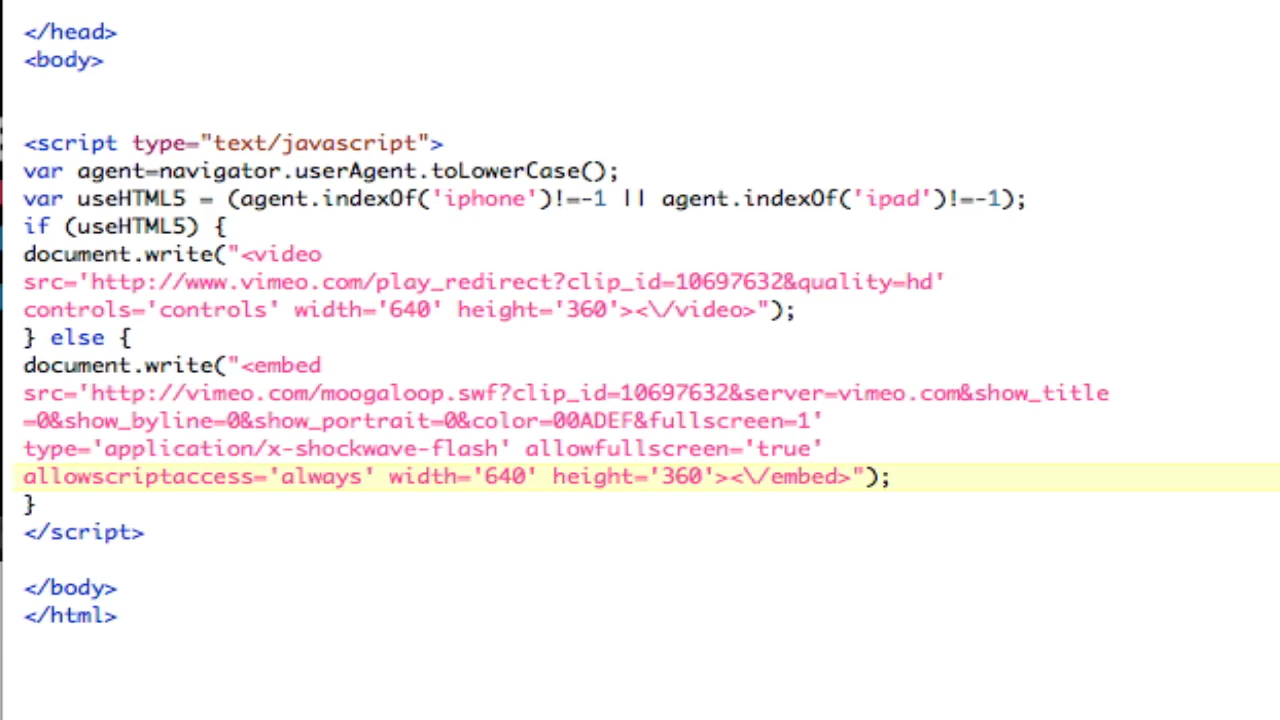 </head>
<body>
<script type="text/javascript">
var agent=navigator.userAgent.toLowerCase();
var useHTML5 = (agent.indexOf('iphone')!=-1 || agent.indexOf('ipad')!=-1);
if (useHTML5) {
document.write("<video
src='http://www.vimeo.com/play_redirect?clip_id=10697632&quality=hd'
controls='controls' width='640' height='360'><\/video>");
} else {
document.write("<embed
src='http://vimeo.com/moogaloop.swf?clip_id=10697632&server=vimeo.com&show_title
=0&show_byline=0&show_portrait=0&color=00ADEF&fullscreen=1'
type='application/x-shockwave-flash' allowfullscreen='true'
allowscriptaccess='always' width='640' height='360'><\/embed>");
}
</script>
</body>
</html>